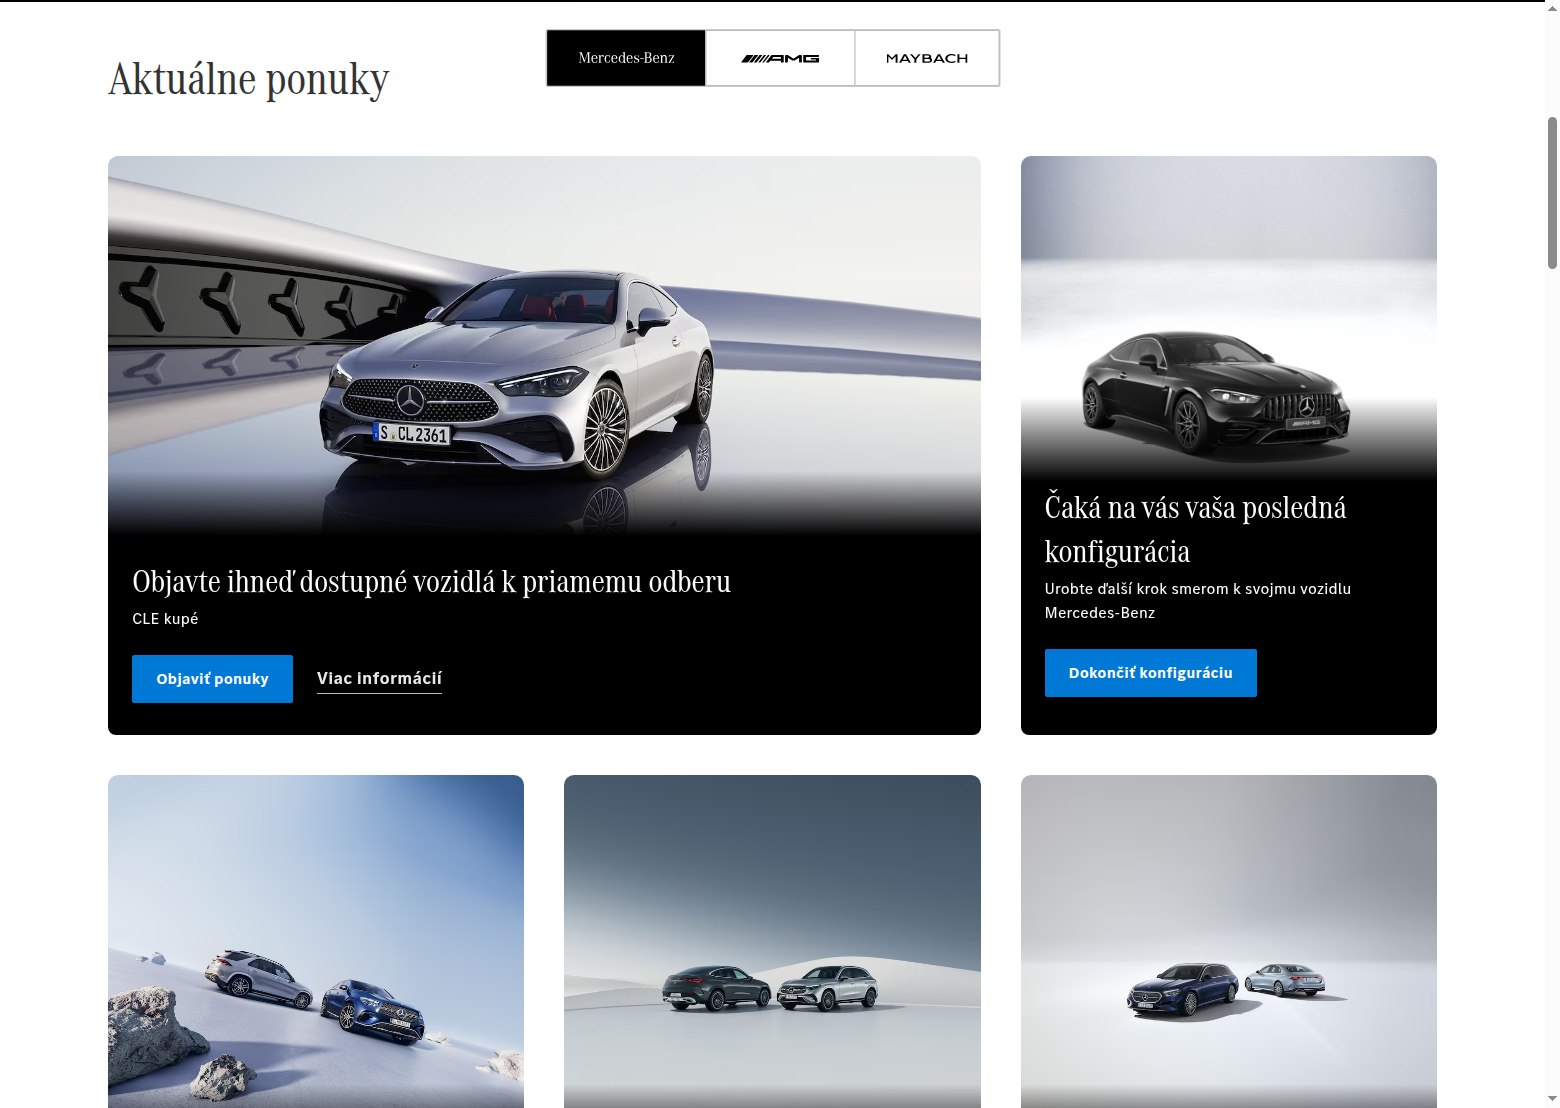 Aktuálne ponuky
Mercedes-Benz
AMG
MAYBACH
S CL 2361
AMG
Objavte ihneď dostupné vozidlá k priamemu odberu
CLE kupé
Objaviť ponuky
Viac informácií
Čaká na vás vaša posledná
konfigurácia
Urobte ďalší krok smerom k svojmu vozidlu
Mercedes-Benz
Dokončiť konfiguráciu